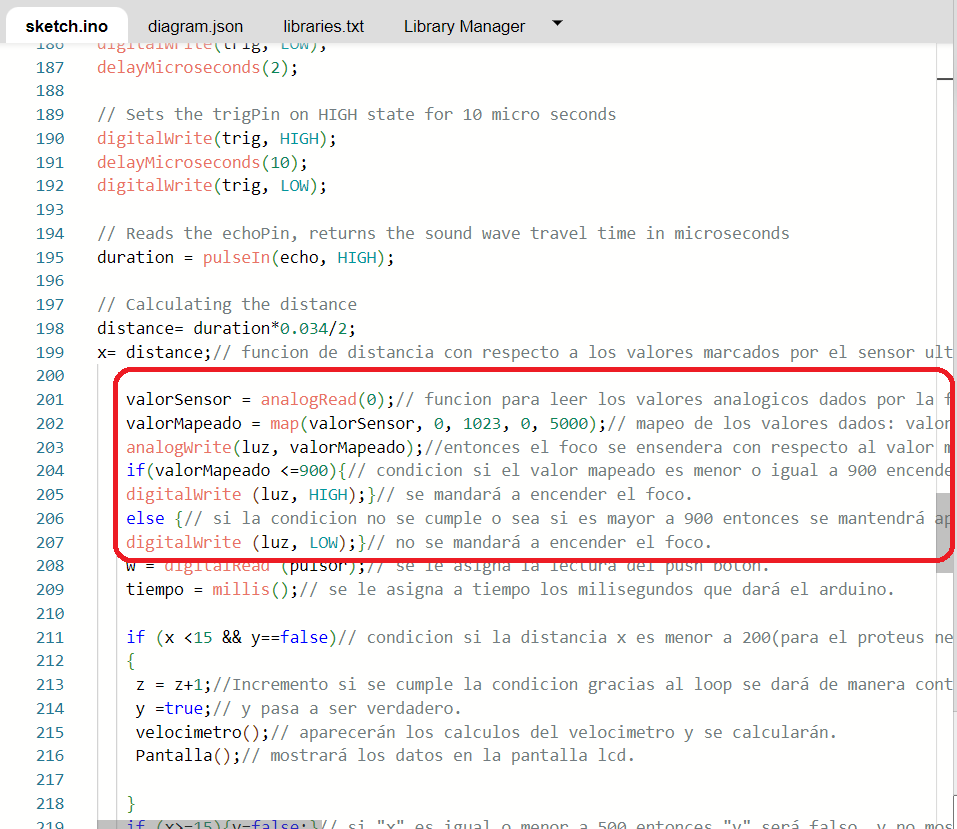 sketch.ino diagram.json libraries.txt Library Manager
186 digitalWrite(trig, LOW);
187 delayMicroseconds(2);
188
189 // Sets the trigPin on HIGH state for 10 micro seconds
190 digitalWrite(trig, HIGH);
191 delayMicroseconds(10);
192 digitalWrite(trig, LOW);
193
194 // Reads the echoPin, returns the sound wave travel time in microseconds
195 duration = pulseIn(echo, HIGH);
196
197 // Calculating the distance
198 distance= duration*0.034/2;
199 x= distance;// funcion de distancia con respecto a los valores marcados por el sensor ult
200
201 valorSensor = analogRead(0);// funcion para leer los valores analogicos dados por la f
202 valorMapeado = map(valorSensor, 0, 1023, 0, 5000);// mapeo de los valores dados: valor
203 analogWrite(luz, valorMapeado);//entonces el foco se ensendera con respecto al valor m
204 if(valorMapeado <=900){// condicion si el valor mapeado es menor o igual a 900 encende
205 digitalWrite (luz, HIGH);}// se mandará a encender el foco.
206 else {// si la condicion no se cumple o sea si es mayor a 900 entonces se mantendrá ap
207 digitalWrite (luz, LOW);}// no se mandará a encender el foco.
208 w = digitalRead (pulsor);// se le asigna la lectura del push boton.
209 tiempo = millis();// se le asigna a tiempo los milisegundos que dará el arduino.
210
211 if (x <15 && y==false)// condicion si la distancia x es menor a 200(para el proteus ne
212 {
213 z = z+1;//Incremento si se cumple la condicion gracias al loop se dará de manera cont
214 y =true;// y pasa a ser verdadero.
215 velocimetro();// aparecerán los calculos del velocimetro y se calcularán.
216 Pantalla();// mostrará los datos en la pantalla lcd.
217
218 }
219 if (x>=15){y=false;}// si "x" es igual o menor a 500 entonces "y" será falso, y no mos